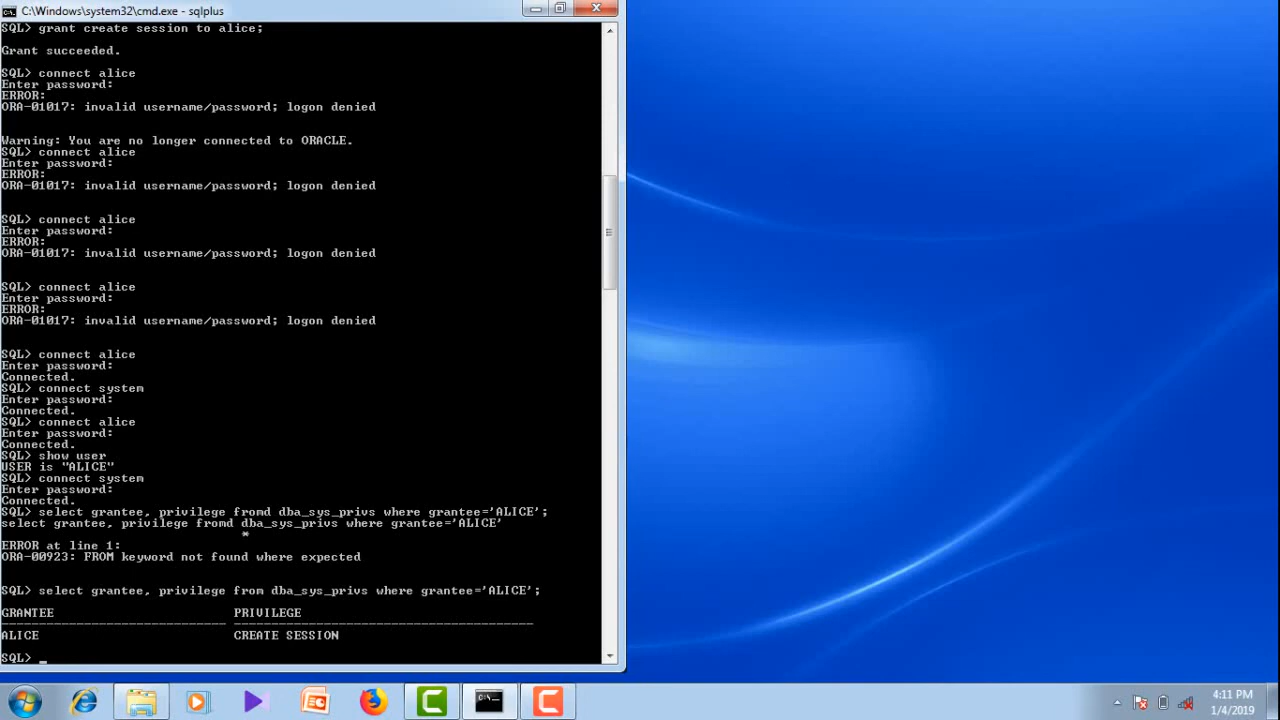 C:\Windows\system32\cmd.exe - sqlplus
SQL> grant create session to alice;
Grant succeeded.
SQL> connect alice
Enter password:
ERROR:
ORA-01017: invalid username/password; logon denied
Warning: You are no longer connected to ORACLE.
SQL> connect alice
Enter password:
ERROR:
ORA-01017: invalid username/password; logon denied
SQL> connect alice
Enter password:
ERROR:
ORA-01017: invalid username/password; logon denied
SQL> connect alice
Enter password:
ERROR:
ORA-01017: invalid username/password; logon denied
SQL> connect alice
Enter password:
Connected.
SQL> connect system
Enter password:
Connected.
SQL> connect alice
Enter password:
Connected.
SQL> show user
USER is "ALICE"
SQL> connect system
Enter password:
Connected.
SQL> select grantee, privilege fromd dba_sys_privs where grantee='ALICE';
select grantee, privilege fromd dba_sys_privs where grantee='ALICE'
*
ERROR at line 1:
ORA-00923: FROM keyword not found where expected
SQL> select grantee, privilege from dba_sys_privs where grantee='ALICE';
GRANTEE PRIVILEGE
------------------------------ ----------------------------------------
ALICE CREATE SESSION
SQL> _
4:11 PM
1/4/2019